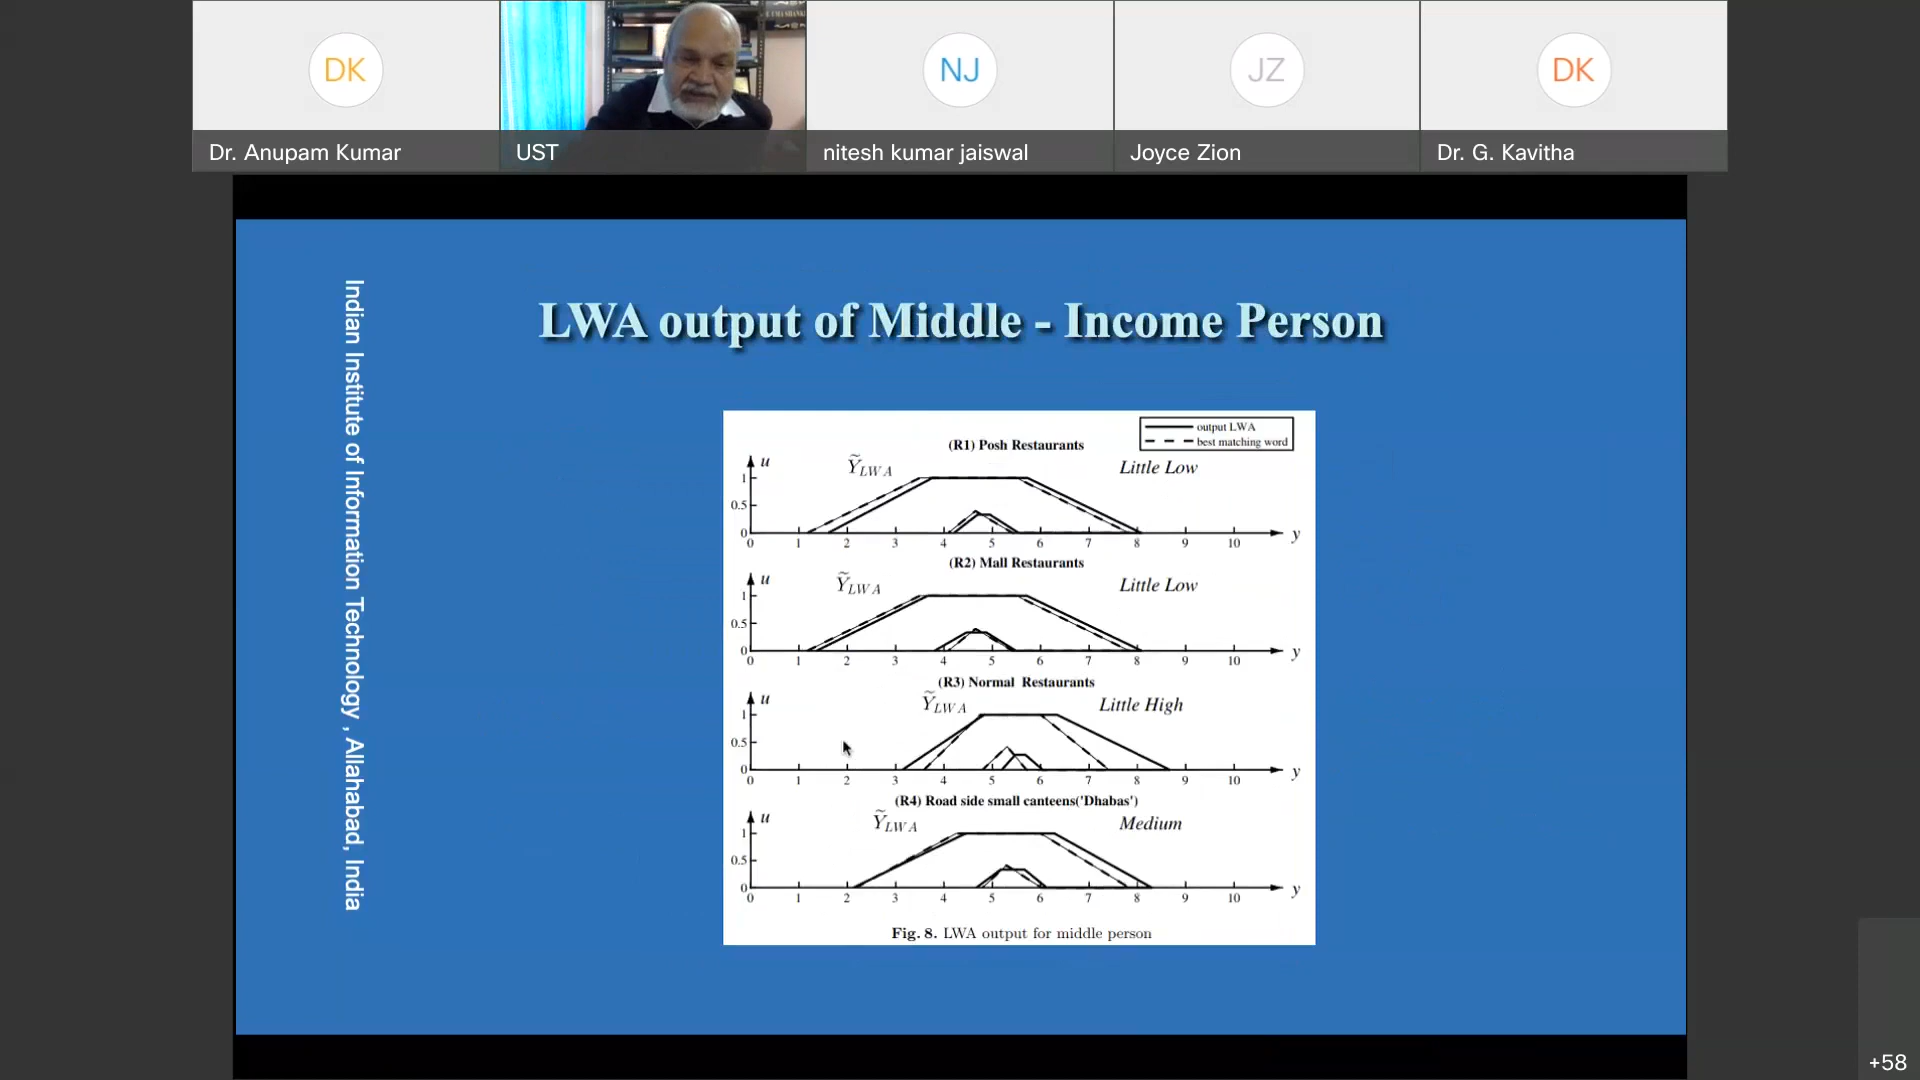 DK
NJ
JZ
DK
Dr. Anupam Kumar
UST
nitesh kumar jaiswal
Joyce Zion
Dr. G. Kavitha
Indian Institute of Information Technology , Allahabad, India
LWA output of Middle - Income Person
output LWA
best matching word
(R1) Posh Restaurants
u
ỸLWA
Little Low
1
0.5
0
0 1 2 3 4 5 6 7 8 9 10
y
(R2) Mall Restaurants
u
ỸLWA
Little Low
1
0.5
0
0 1 2 3 4 5 6 7 8 9 10
y
(R3) Normal Restaurants
u
ỸLWA
Little High
1
0.5
0
0 1 2 3 4 5 6 7 8 9 10
y
(R4) Road side small canteens('Dhabas')
u
ỸLWA
Medium
1
0.5
0
0 1 2 3 4 5 6 7 8 9 10
y
Fig. 8. LWA output for middle person
+58